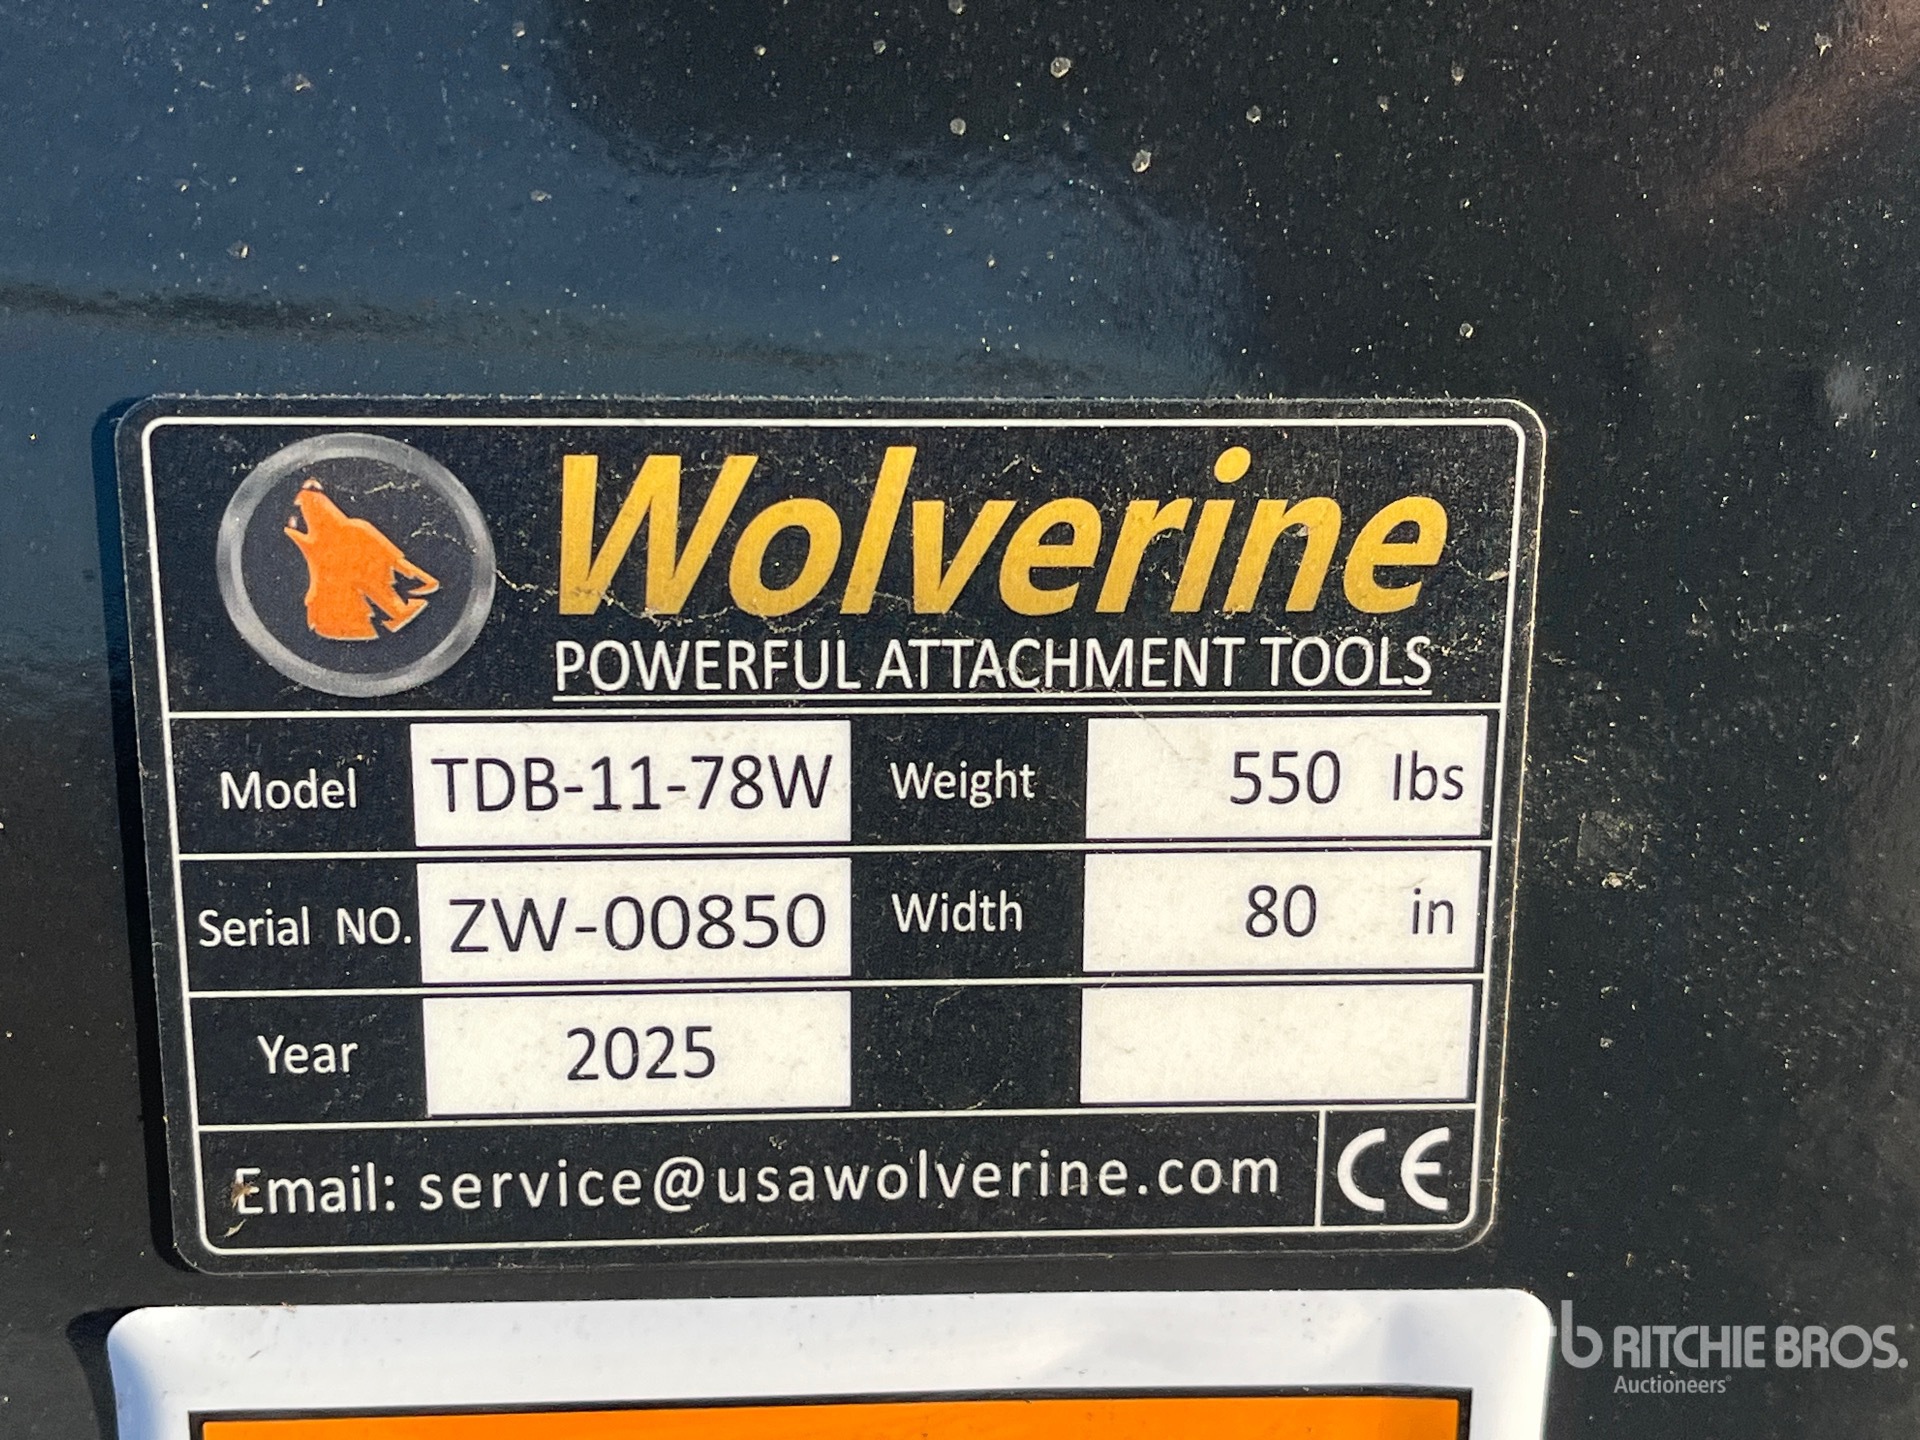 Wolverine
POWERFUL ATTACHMENT TOOLS
Model TDB-11-78W Weight 550 lbs
Serial NO. ZW-00850 Width 80 in
Year 2025
Email: service@usawolverine.com CE
rb RITCHIE BROS.
Auctioneers